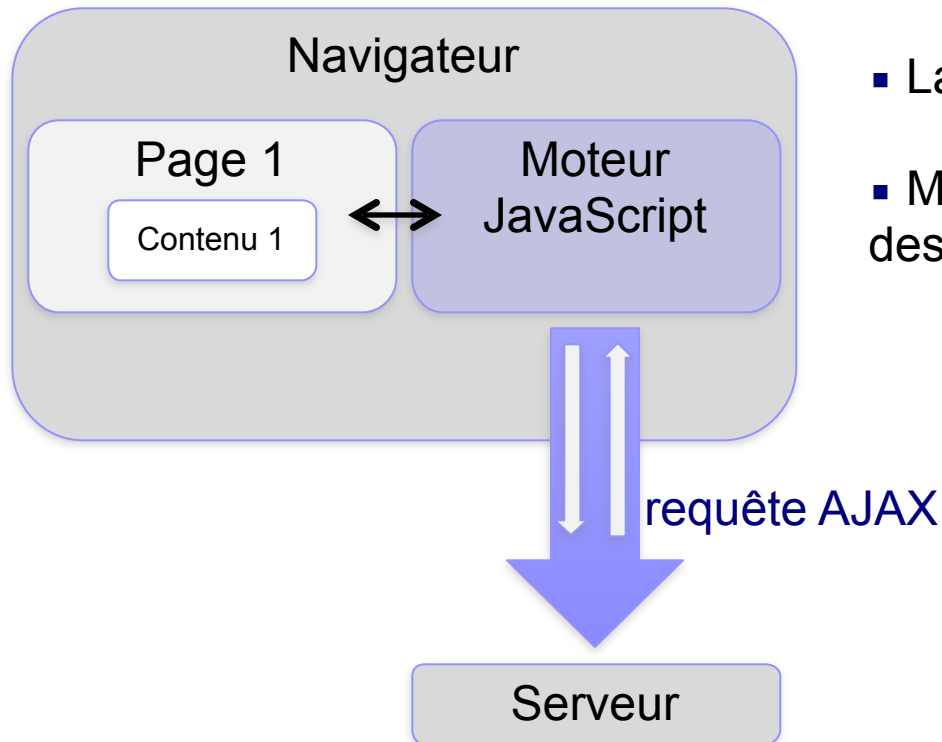 Navigateur
Page 1
Contenu 1
Moteur
JavaScript
requête AJAX
Serveur
▪ La
▪ M
des